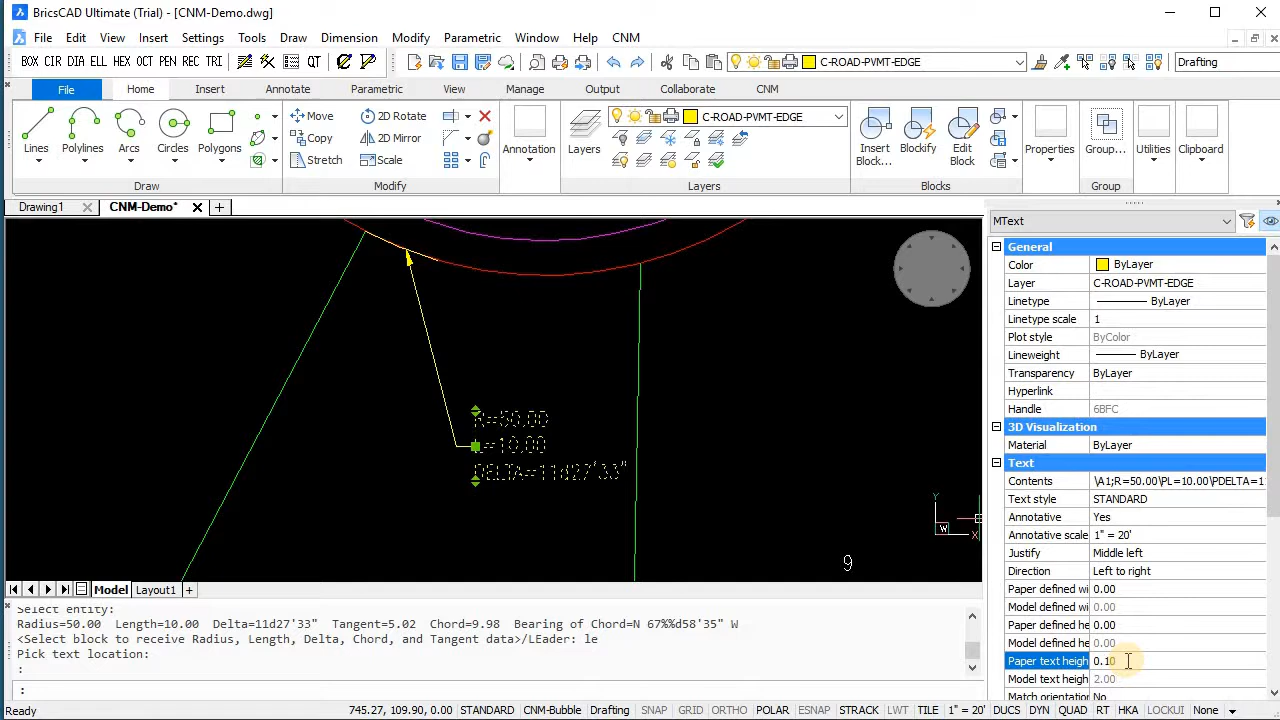 BricsCAD Ultimate (Trial) - [CNM-Demo.dwg]
File Edit View Insert Settings Tools Draw Dimension Modify Parametric Window Help CNM
BOX CIR DIA ELL HEX OCT PEN REC TRI QT C-ROAD-PVMT-EDGE Drafting
File Home Insert Annotate Parametric View Manage Output Collaborate CNM
Lines Polylines Arcs Circles Polygons
Move 2D Rotate
Copy 2D Mirror
Stretch Scale
Annotation
Layers
C-ROAD-PVMT-EDGE
Insert Block...
Blockify
Edit Block
Properties
Group...
Utilities
Clipboard
Draw Modify Layers Blocks Group
Drawing1 CNM-Demo* +
R=50.00
L=10.00
DELTA=11d27'33"
9
Y
W
X
MText
General
Color ByLayer
Layer C-ROAD-PVMT-EDGE
Linetype ByLayer
Linetype scale 1
Plot style ByColor
Lineweight ByLayer
Transparency ByLayer
Hyperlink
Handle 6BFC
3D Visualization
Material ByLayer
Text
Contents \A1;R=50.00\PL=10.00\PDELTA=11
Text style STANDARD
Annotative Yes
Annotative scale 1" = 20'
Justify Middle left
Direction Left to right
Paper defined wi 0.00
Model defined wi 0.00
Paper defined he 0.00
Model defined he 0.00
Paper text heigh 0.10
Model text heigh 2.00
Match orientation No
Model Layout1 +
Select entity:
Radius=50.00 Length=10.00 Delta=11d27'33" Tangent=5.02 Chord=9.98 Bearing of Chord=N 67%%d58'35" W
<Select block to receive Radius, Length, Delta, Chord, and Tangent data>/LEader: le
Pick text location:
:
:
Ready 745.27, 109.90, 0.00 STANDARD CNM-Bubble Drafting SNAP GRID ORTHO POLAR ESNAP STRACK LWT TILE 1" = 20' DUCS DYN QUAD RT HKA LOCKUI None